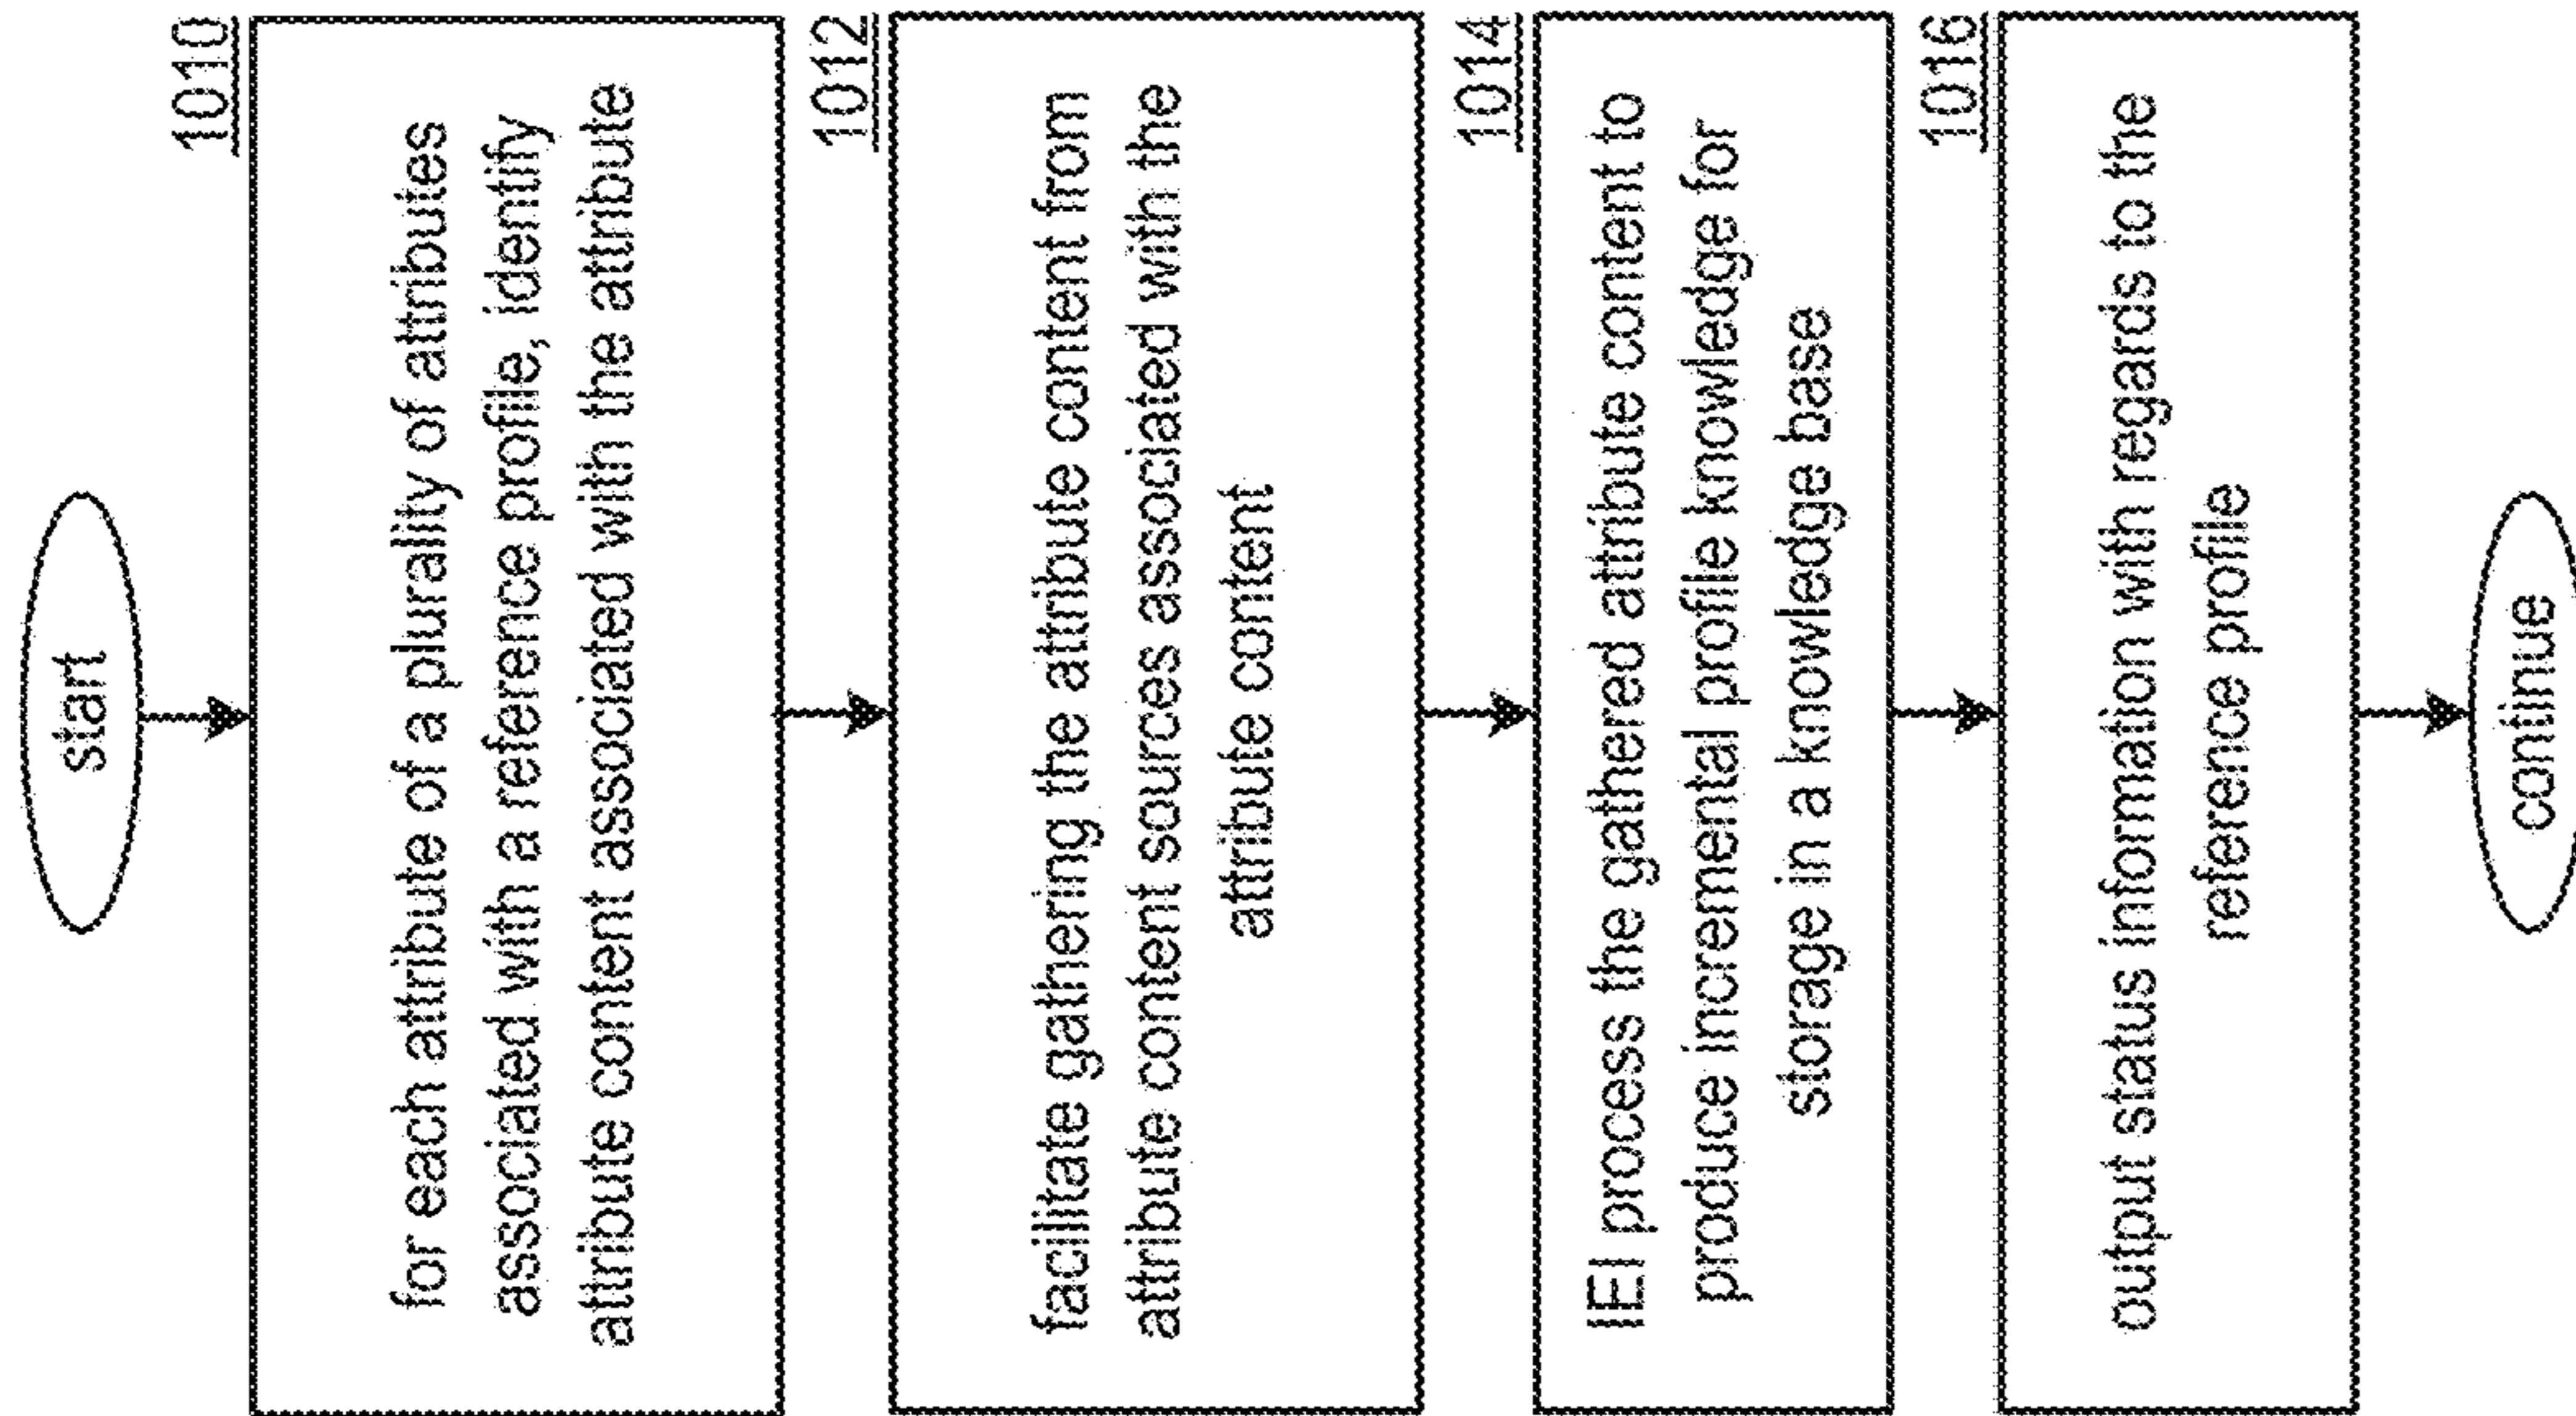 start
1010
for each attribute of a plurality of attributes
associated with a reference profile, identify
attribute content associated with the attribute
1012
facilitate gathering the attribute content from
attribute content sources associated with the
attribute content
1014
IEI process the gathered attribute content to
produce incremental profile knowledge for
storage in a knowledge base
1016
output status information with regards to the
reference profile
continue